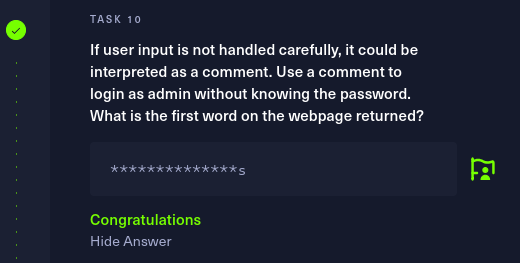 TASK 10
If user input is not handled carefully, it could be
interpreted as a comment. Use a comment to
login as admin without knowing the password.
What is the first word on the webpage returned?
**************s
Congratulations
Hide Answer